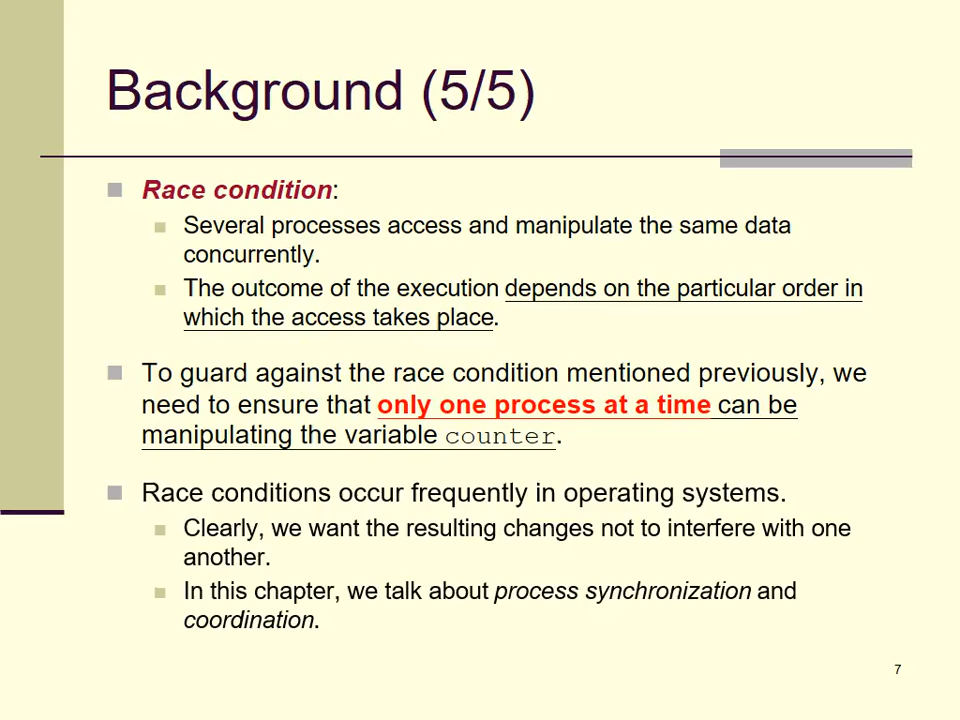 Background (5/5)
Race condition:
Several processes access and manipulate the same data
concurrently.
The outcome of the execution depends on the particular order in
which the access takes place.
To guard against the race condition mentioned previously, we
need to ensure that only one process at a time can be
manipulating the variable counter.
Race conditions occur frequently in operating systems.
Clearly, we want the resulting changes not to interfere with one
another.
In this chapter, we talk about process synchronization and
coordination.
7